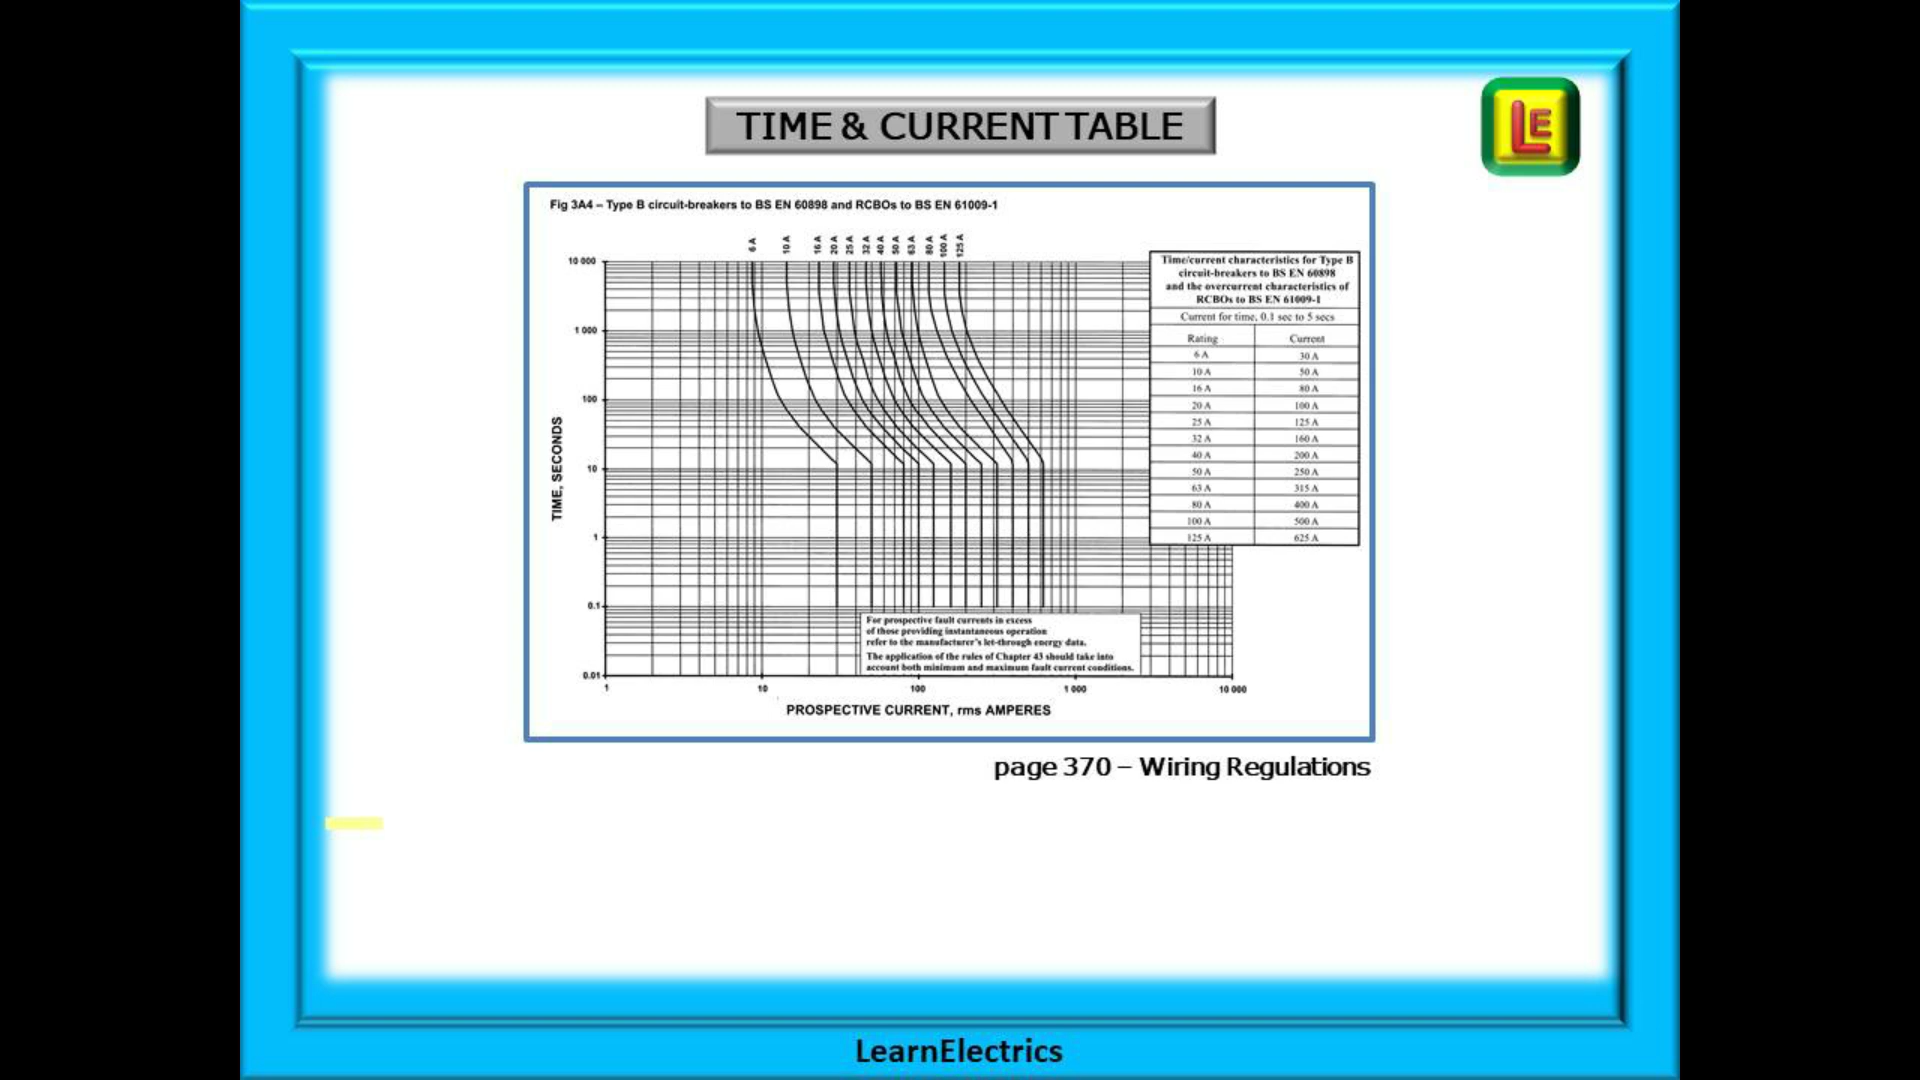 TIME & CURRENT TABLE
LE
Fig 3A4 – Type B circuit-breakers to BS EN 60898 and RCBOs to BS EN 61009-1
6 A 10 A 16 A 20 A 25 A 32 A 40 A 50 A 63 A 80 A 100 A 125 A
10 000
1 000
100
10
1
0.1
0.01
TIME, SECONDS
1 10 100 1 000 10 000
PROSPECTIVE CURRENT, rms AMPERES
For prospective fault currents in excess
of those providing instantaneous operation
refer to the manufacturer's let-through energy data.
The application of the rules of Chapter 43 should take into
account both minimum and maximum fault current conditions.
Time/current characteristics for Type B
circuit-breakers to BS EN 60898
and the overcurrent characteristics of
RCBOs to BS EN 61009-1
Current for time, 0.1 sec to 5 secs
Rating Current
6 A 30 A
10 A 50 A
16 A 80 A
20 A 100 A
25 A 125 A
32 A 160 A
40 A 200 A
50 A 250 A
63 A 315 A
80 A 400 A
100 A 500 A
125 A 625 A
page 370 – Wiring Regulations
LearnElectrics